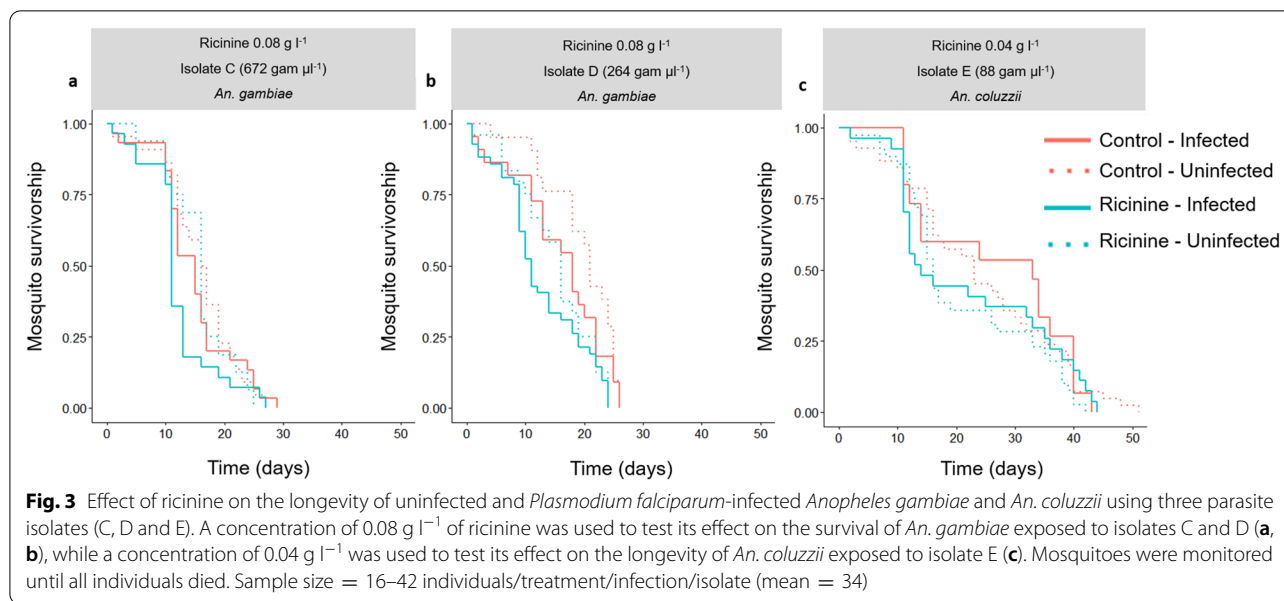 a
Ricinine 0.08 g l⁻¹
Isolate C (672 gam µl⁻¹)
An. gambiae
Mosquito survivorship
1.00
0.75
0.50
0.25
0.00
0 10 20 30 40 50
Time (days)
b
Ricinine 0.08 g l⁻¹
Isolate D (264 gam µl⁻¹)
An. gambiae
Mosquito survivorship
1.00
0.75
0.50
0.25
0.00
0 10 20 30 40 50
Time (days)
c
Ricinine 0.04 g l⁻¹
Isolate E (88 gam µl⁻¹)
An. coluzzii
Mosquito survivorship
1.00
0.75
0.50
0.25
0.00
0 10 20 30 40 50
Time (days)
Control - Infected
Control - Uninfected
Ricinine - Infected
Ricinine - Uninfected
Fig. 3 Effect of ricinine on the longevity of uninfected and Plasmodium falciparum-infected Anopheles gambiae and An. coluzzii using three parasite
isolates (C, D and E). A concentration of 0.08 g l⁻¹ of ricinine was used to test its effect on the survival of An. gambiae exposed to isolates C and D (a,
b), while a concentration of 0.04 g l⁻¹ was used to test its effect on the longevity of An. coluzzii exposed to isolate E (c). Mosquitoes were monitored
until all individuals died. Sample size = 16–42 individuals/treatment/infection/isolate (mean = 34)